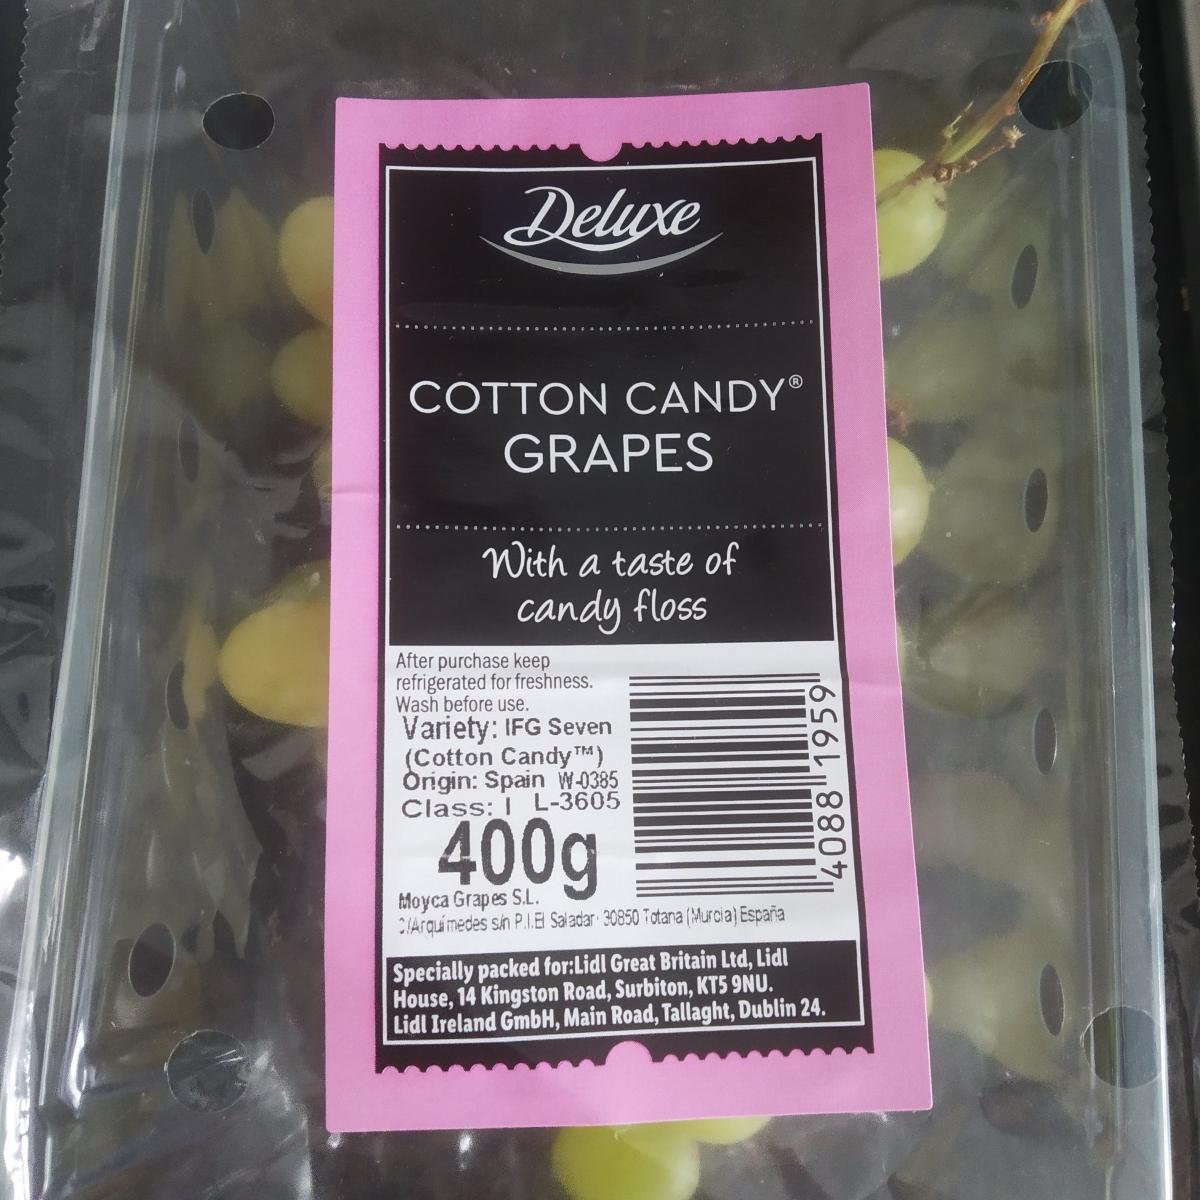 Deluxe
COTTON CANDY®
GRAPES
With a taste of
candy floss
After purchase keep
refrigerated for freshness.
Wash before use.
Variety: IFG Seven
(Cotton Candy™)
Origin: Spain W-0385
Class: I L-3605
400g
Moyca Grapes S.L.
C/Arquimedes s/n P.I.El Saladar· 30850 Totana (Murcia) España
4088 1959
Specially packed for:Lidl Great Britain Ltd, Lidl
House, 14 Kingston Road, Surbiton, KT5 9NU.
Lidl Ireland GmbH, Main Road, Tallaght, Dublin 24.